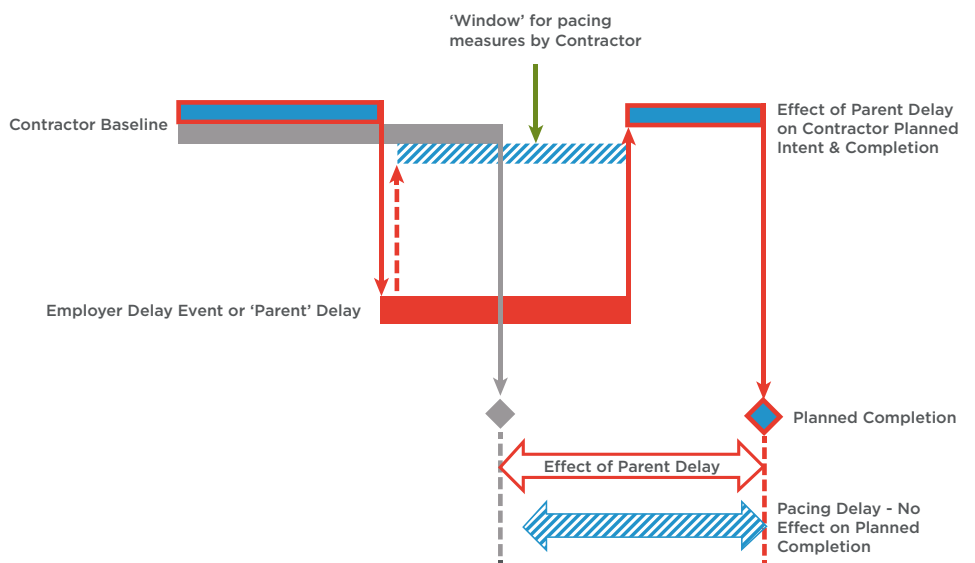 ‘Window’ for pacing
measures by Contractor
Contractor Baseline
Effect of Parent Delay
on Contractor Planned
Intent & Completion
Employer Delay Event or ‘Parent’ Delay
Planned Completion
Effect of Parent Delay
Pacing Delay - No
Effect on Planned
Completion